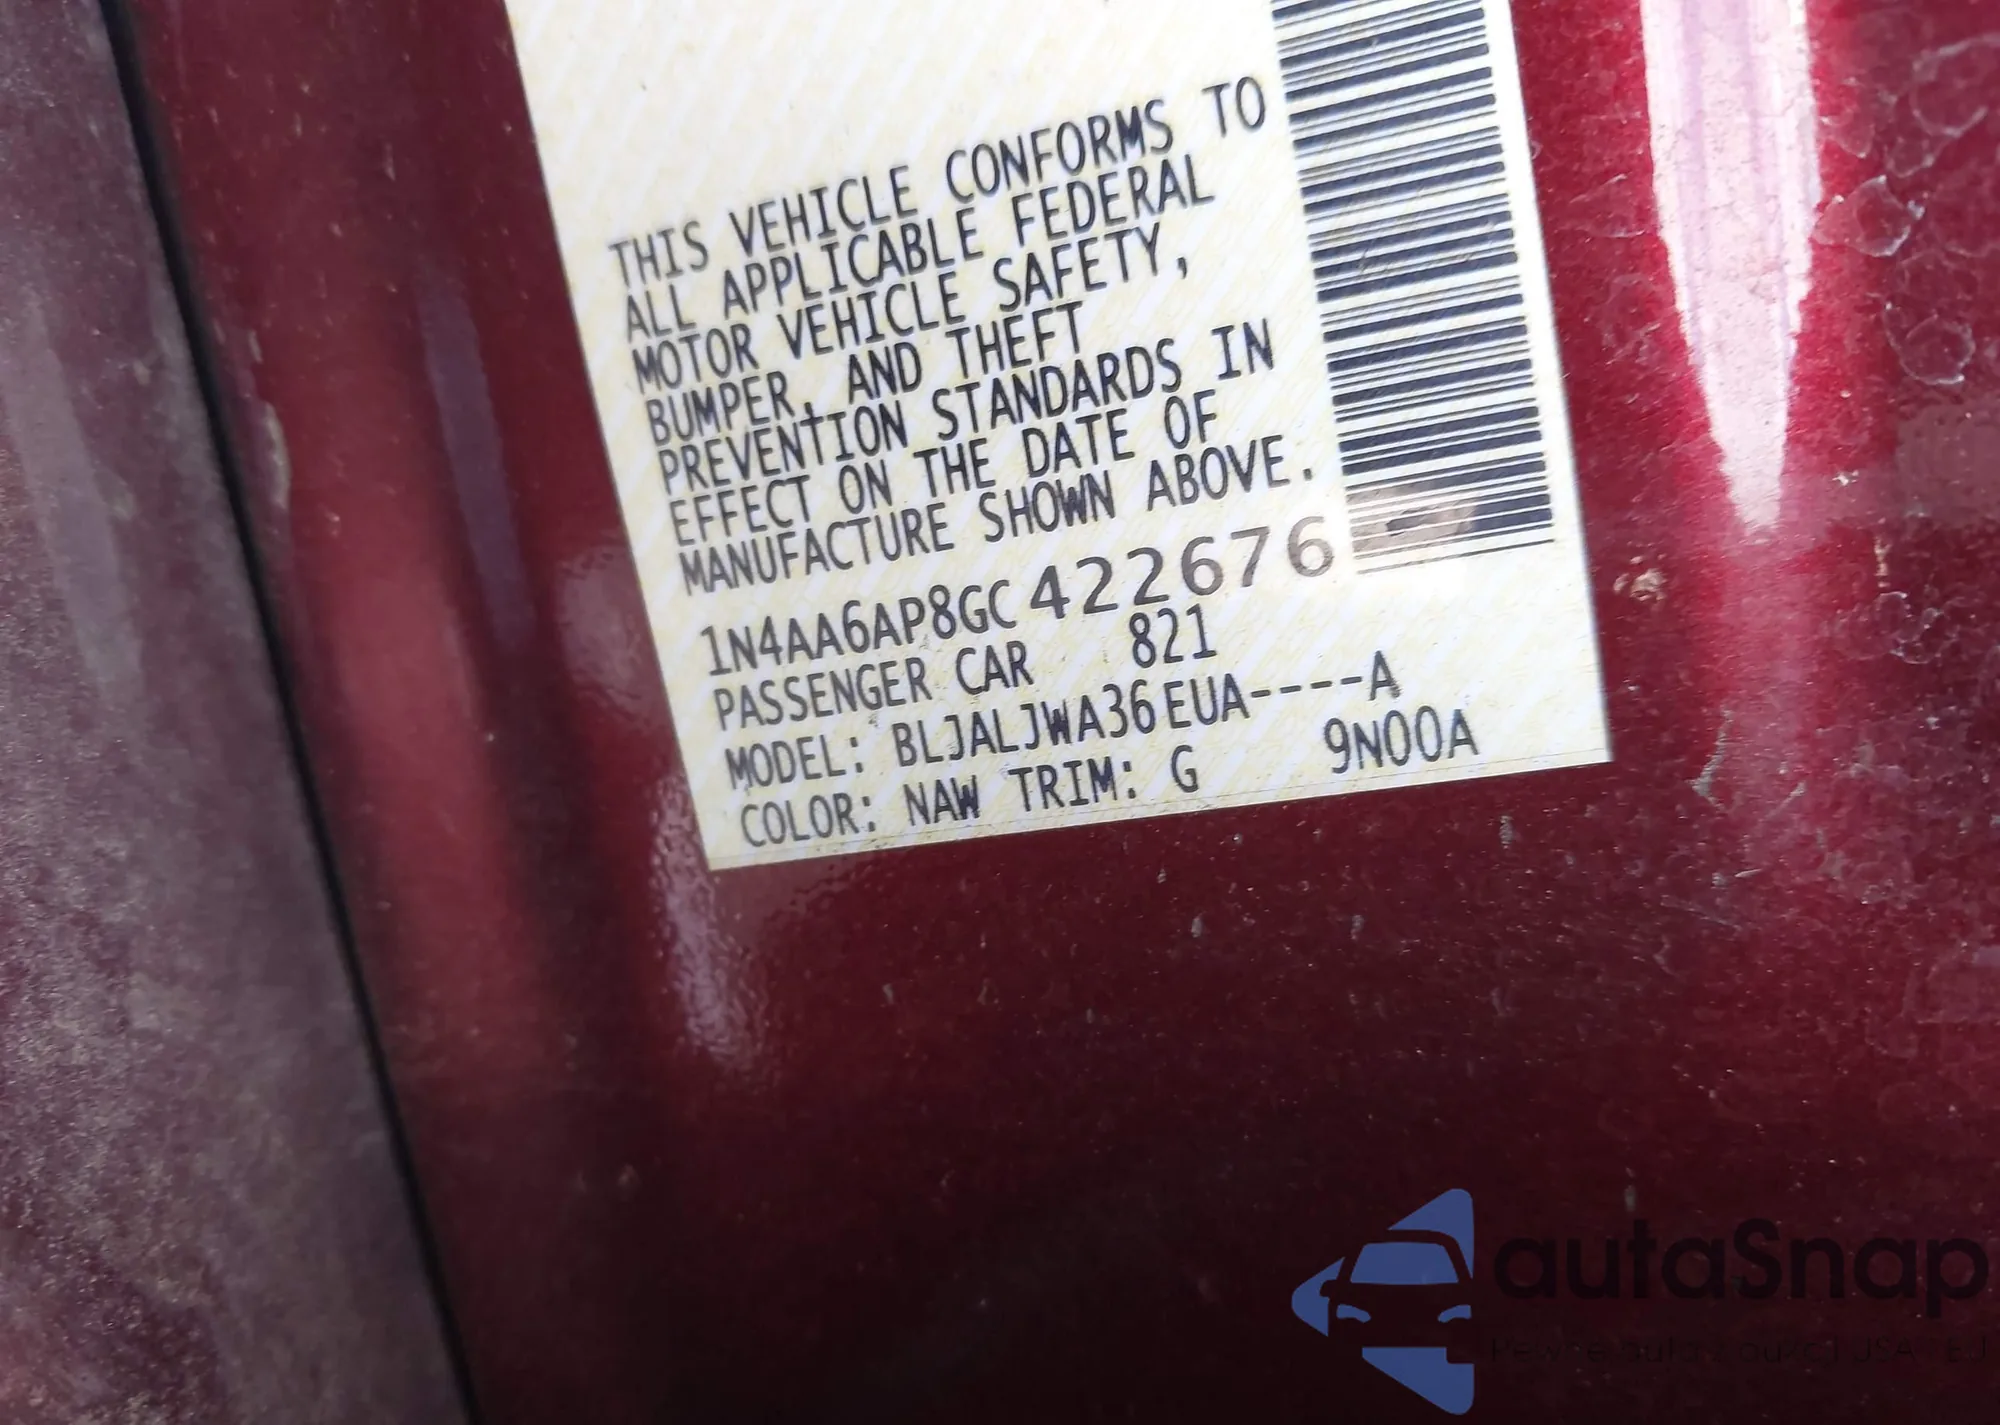 THIS VEHICLE CONFORMS TO
ALL APPLICABLE FEDERAL
MOTOR VEHICLE SAFETY,
BUMPER, AND THEFT
PREVENTION STANDARDS IN
EFFECT ON THE DATE OF
MANUFACTURE SHOWN ABOVE.
1N4AA6AP8GC422676
PASSENGER CAR 821
MODEL: BLJALJWA36EUA----A
COLOR: NAW TRIM: G 9N00A
autaSnap